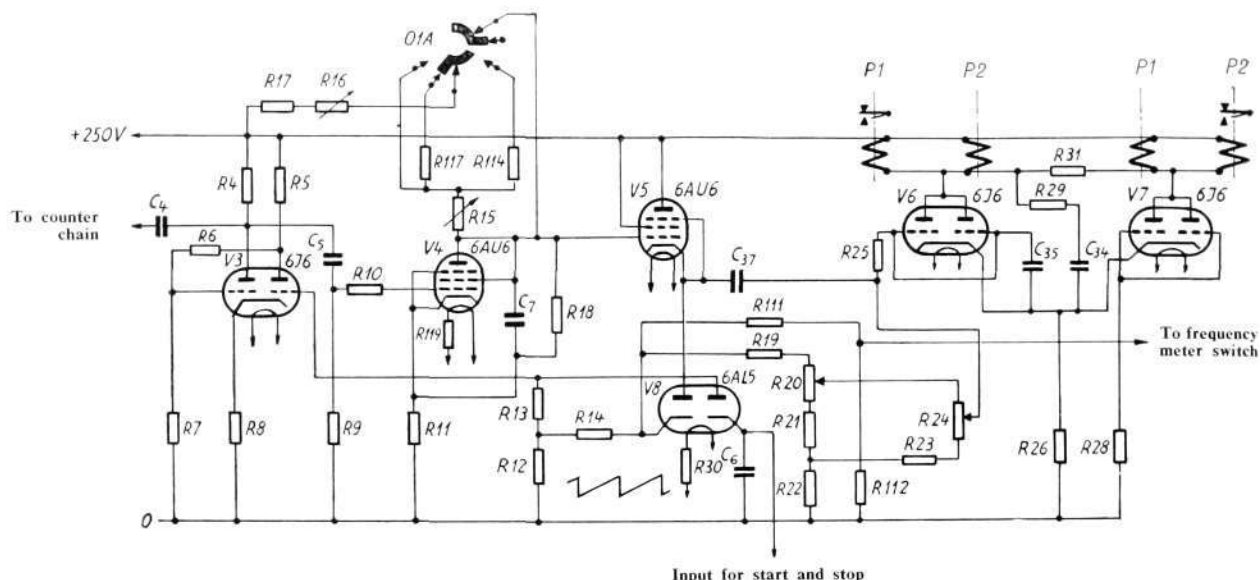 O1A
P1
P2
P1
P2
R17
R16
+250V
R117
R114
R31
R4
R5
V5
6AU6
V6
6J6
R29
V7
6J6
C4
R15
To counter
chain
R6
C5
V4
6AU6
R25
V3
6J6
R10
C37
C35
C34
C7
R18
R119
R111
To frequency
meter switch
R19
V8
6AL5
R20
R13
R24
R7
R8
R9
R11
R14
R21
R26
R28
R12
R30
C6
R23
R22
R112
0
Input for start and stop